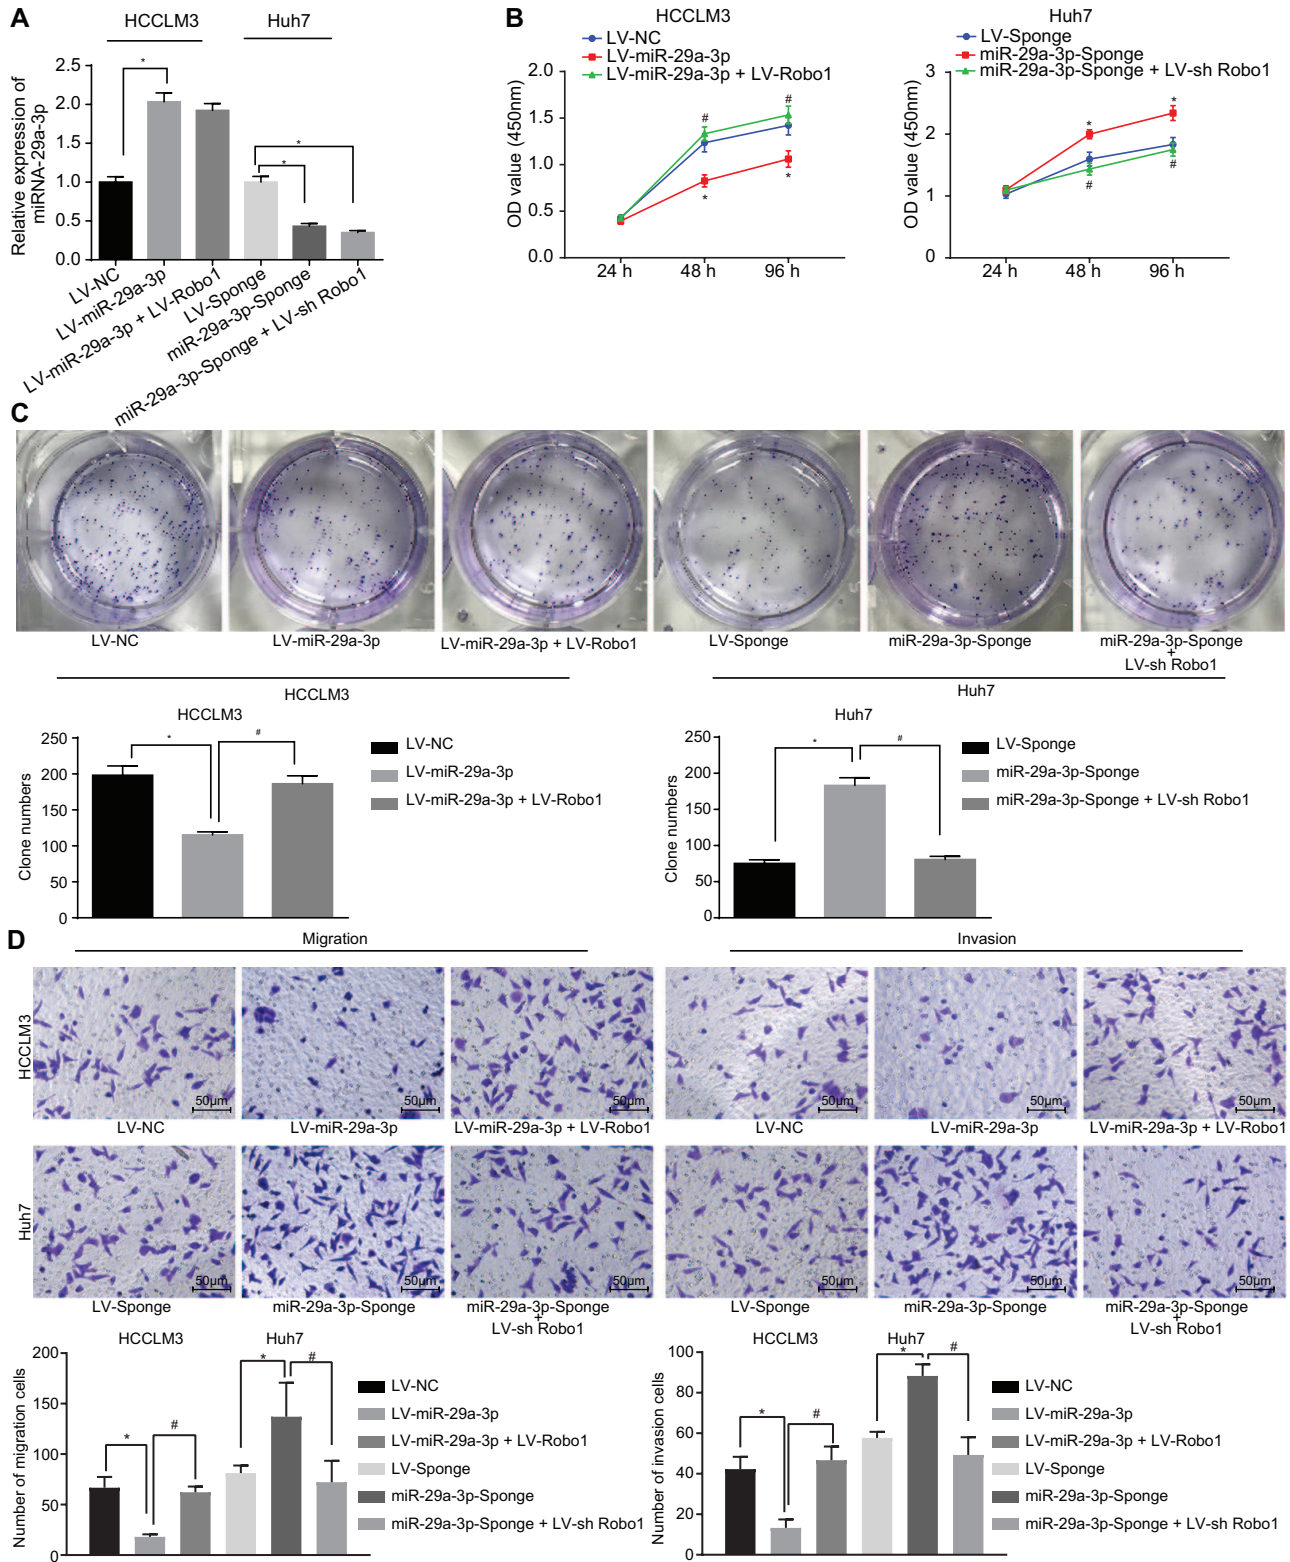 A
HCCLM3
Huh7
Relative expression of
miRNA-29a-3p
2.5
2.0
1.5
1.0
0.5
0.0
*
*
*
LV-NC
LV-miR-29a-3p
LV-miR-29a-3p + LV-Robo1
LV-Sponge
miR-29a-3p-Sponge
miR-29a-3p-Sponge + LV-sh Robo1
B
HCCLM3
LV-NC
LV-miR-29a-3p
LV-miR-29a-3p + LV-Robo1
OD value (450nm)
2.0
1.5
1.0
0.5
0.0
#
#
*
*
24 h
48 h
96 h
Huh7
LV-Sponge
miR-29a-3p-Sponge
miR-29a-3p-Sponge + LV-sh Robo1
OD value (450nm)
3
2
1
0
*
*
#
#
24 h
48 h
96 h
C
LV-NC
LV-miR-29a-3p
LV-miR-29a-3p + LV-Robo1
LV-Sponge
miR-29a-3p-Sponge
miR-29a-3p-Sponge
+
LV-sh Robo1
HCCLM3
Huh7
HCCLM3
Clone numbers
250
200
150
100
50
0
*
#
LV-NC
LV-miR-29a-3p
LV-miR-29a-3p + LV-Robo1
Huh7
Clone numbers
250
200
150
100
50
0
*
#
LV-Sponge
miR-29a-3p-Sponge
miR-29a-3p-Sponge + LV-sh Robo1
D
Migration
Invasion
HCCLM3
50μm
50μm
50μm
50μm
50μm
50μm
LV-NC
LV-miR-29a-3p
LV-miR-29a-3p + LV-Robo1
LV-NC
LV-miR-29a-3p
LV-miR-29a-3p + LV-Robo1
Huh7
50μm
50μm
50μm
50μm
50μm
50μm
LV-Sponge
miR-29a-3p-Sponge
miR-29a-3p-Sponge
+
LV-sh Robo1
LV-Sponge
miR-29a-3p-Sponge
miR-29a-3p-Sponge
+
LV-sh Robo1
HCCLM3
Huh7
Number of migration cells
200
150
100
50
0
*
#
*
#
LV-NC
LV-miR-29a-3p
LV-miR-29a-3p + LV-Robo1
LV-Sponge
miR-29a-3p-Sponge
miR-29a-3p-Sponge + LV-sh Robo1
HCCLM3
Huh7
Number of invasion cells
100
80
60
40
20
0
*
#
*
#
LV-NC
LV-miR-29a-3p
LV-miR-29a-3p + LV-Robo1
LV-Sponge
miR-29a-3p-Sponge
miR-29a-3p-Sponge + LV-sh Robo1